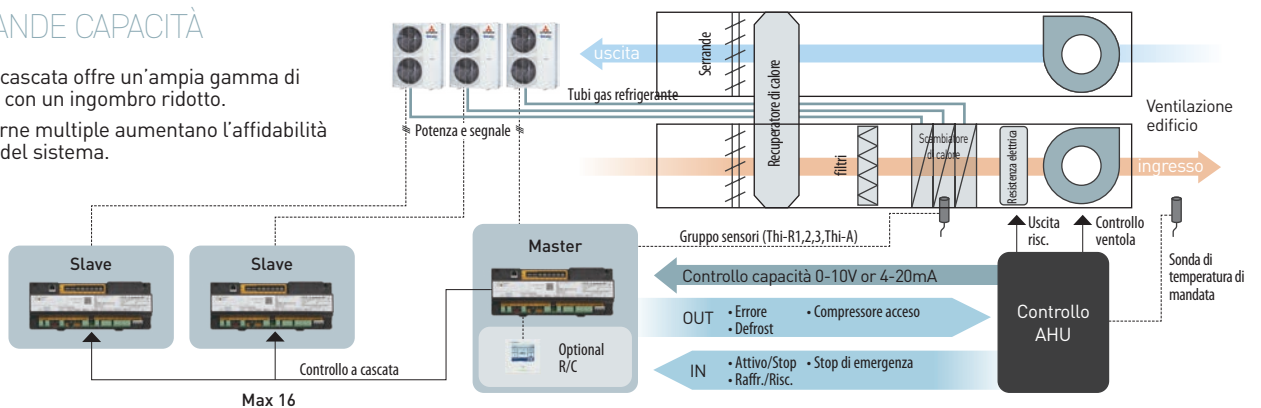 ANDE CAPACITÀ
cascata offre un'ampia gamma di
con un ingombro ridotto.
rne multiple aumentano l'affidabilità
del sistema.
uscita
Serrande
Recuperatore di calore
Tubi gas refrigerante
Potenza e segnale
Ventilazione
edificio
filtri
Scambiatore
di calore
Resistenza elettrica
ingresso
Slave
Slave
Master
Gruppo sensori (Thi-R1,2,3,Thi-A)
Uscita
risc.
Controllo
ventola
Sonda di
temperatura di
mandata
Controllo capacità 0-10V or 4-20mA
OUT
• Errore
• Compressore acceso
• Defrost
Controllo
AHU
Optional
R/C
IN
• Attivo/Stop
• Stop di emergenza
• Raffr./Risc.
Controllo a cascata
Max 16